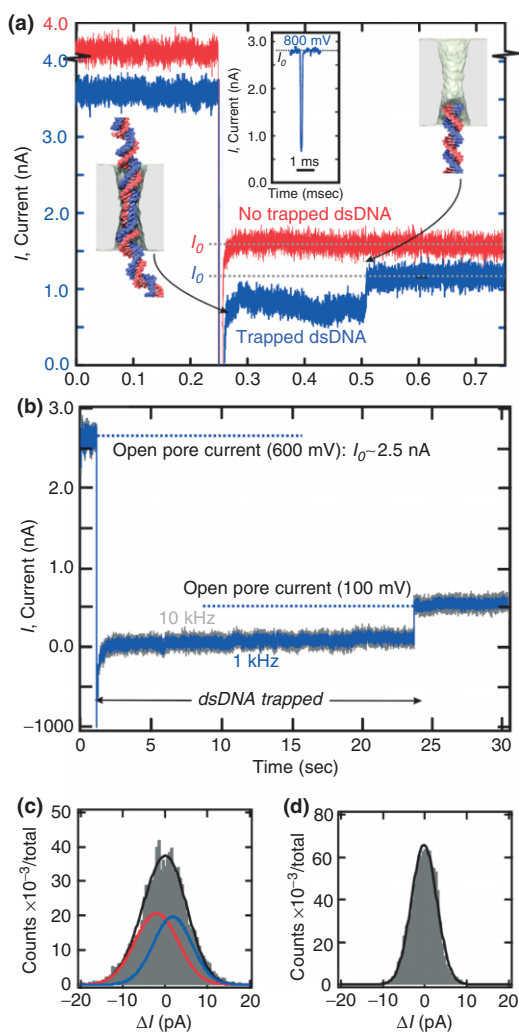 (a)
4.0
4.0
3.0
2.0
1.0
0.0
I, Current (nA)
3.0
2.0
1.0
0.0
I, Current (nA)
800 mV
I0
1 ms
Time (msec)
No trapped dsDNA
I0
I0
Trapped dsDNA
0.0 0.1 0.2 0.3 0.4 0.5 0.6 0.7
(b)
3.0
2.0
1.0
0.0
−1000
I, Current (nA)
Open pore current (600 mV): I0~2.5 nA
Open pore current (100 mV)
10 kHz
1 kHz
dsDNA trapped
0 5 10 15 20 25 30
Time (sec)
(c)
50
40
30
20
10
0
Counts ×10−3/total
−20 −10 0 10 20
ΔI (pA)
(d)
80
60
40
20
0
Counts ×10−3/total
−20 −10 0 10 20
ΔI (pA)